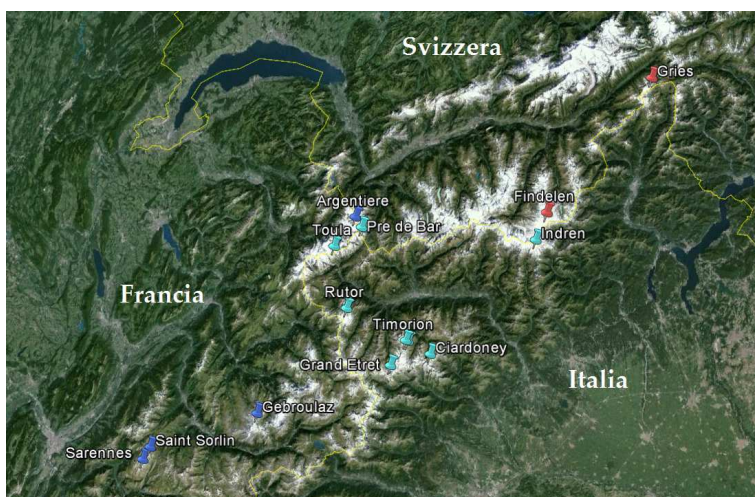 Svizzera
Gries
Argentiere
Findelen
Toula
Pre de Bar
Indren
Francia
Rutor
Timorion
Ciardoney
Grand Etret
Italia
Gebroulaz
Saint Sorlin
Sarennes